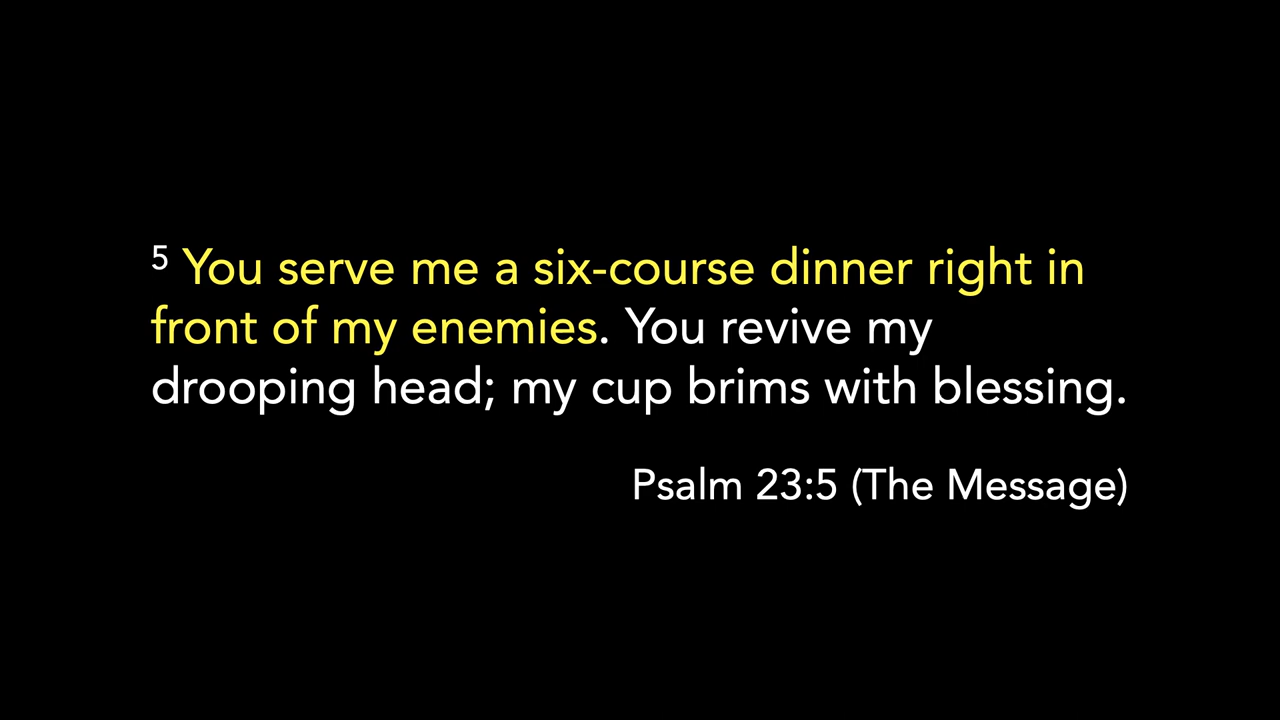 5 You serve me a six-course dinner right in
front of my enemies. You revive my
drooping head; my cup brims with blessing.
Psalm 23:5 (The Message)